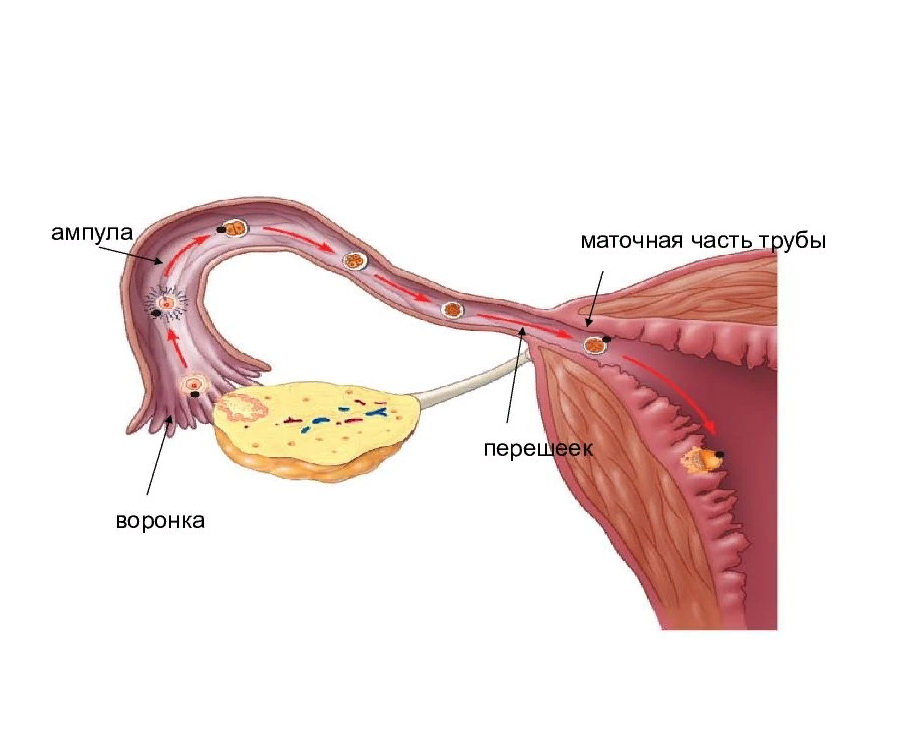 ампула
маточная часть трубы
перешеек
воронка